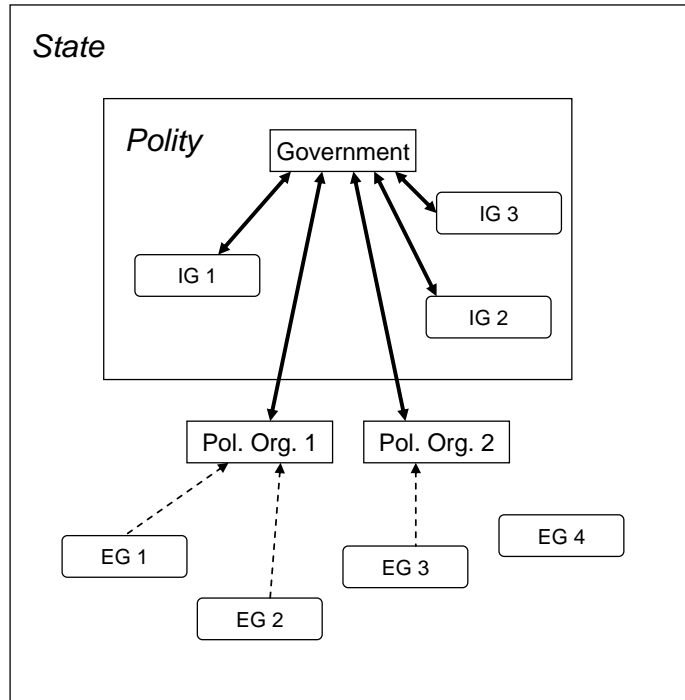 State
Polity
Government
IG 3
IG 1
IG 2
Pol. Org. 1
Pol. Org. 2
EG 4
EG 1
EG 3
EG 2